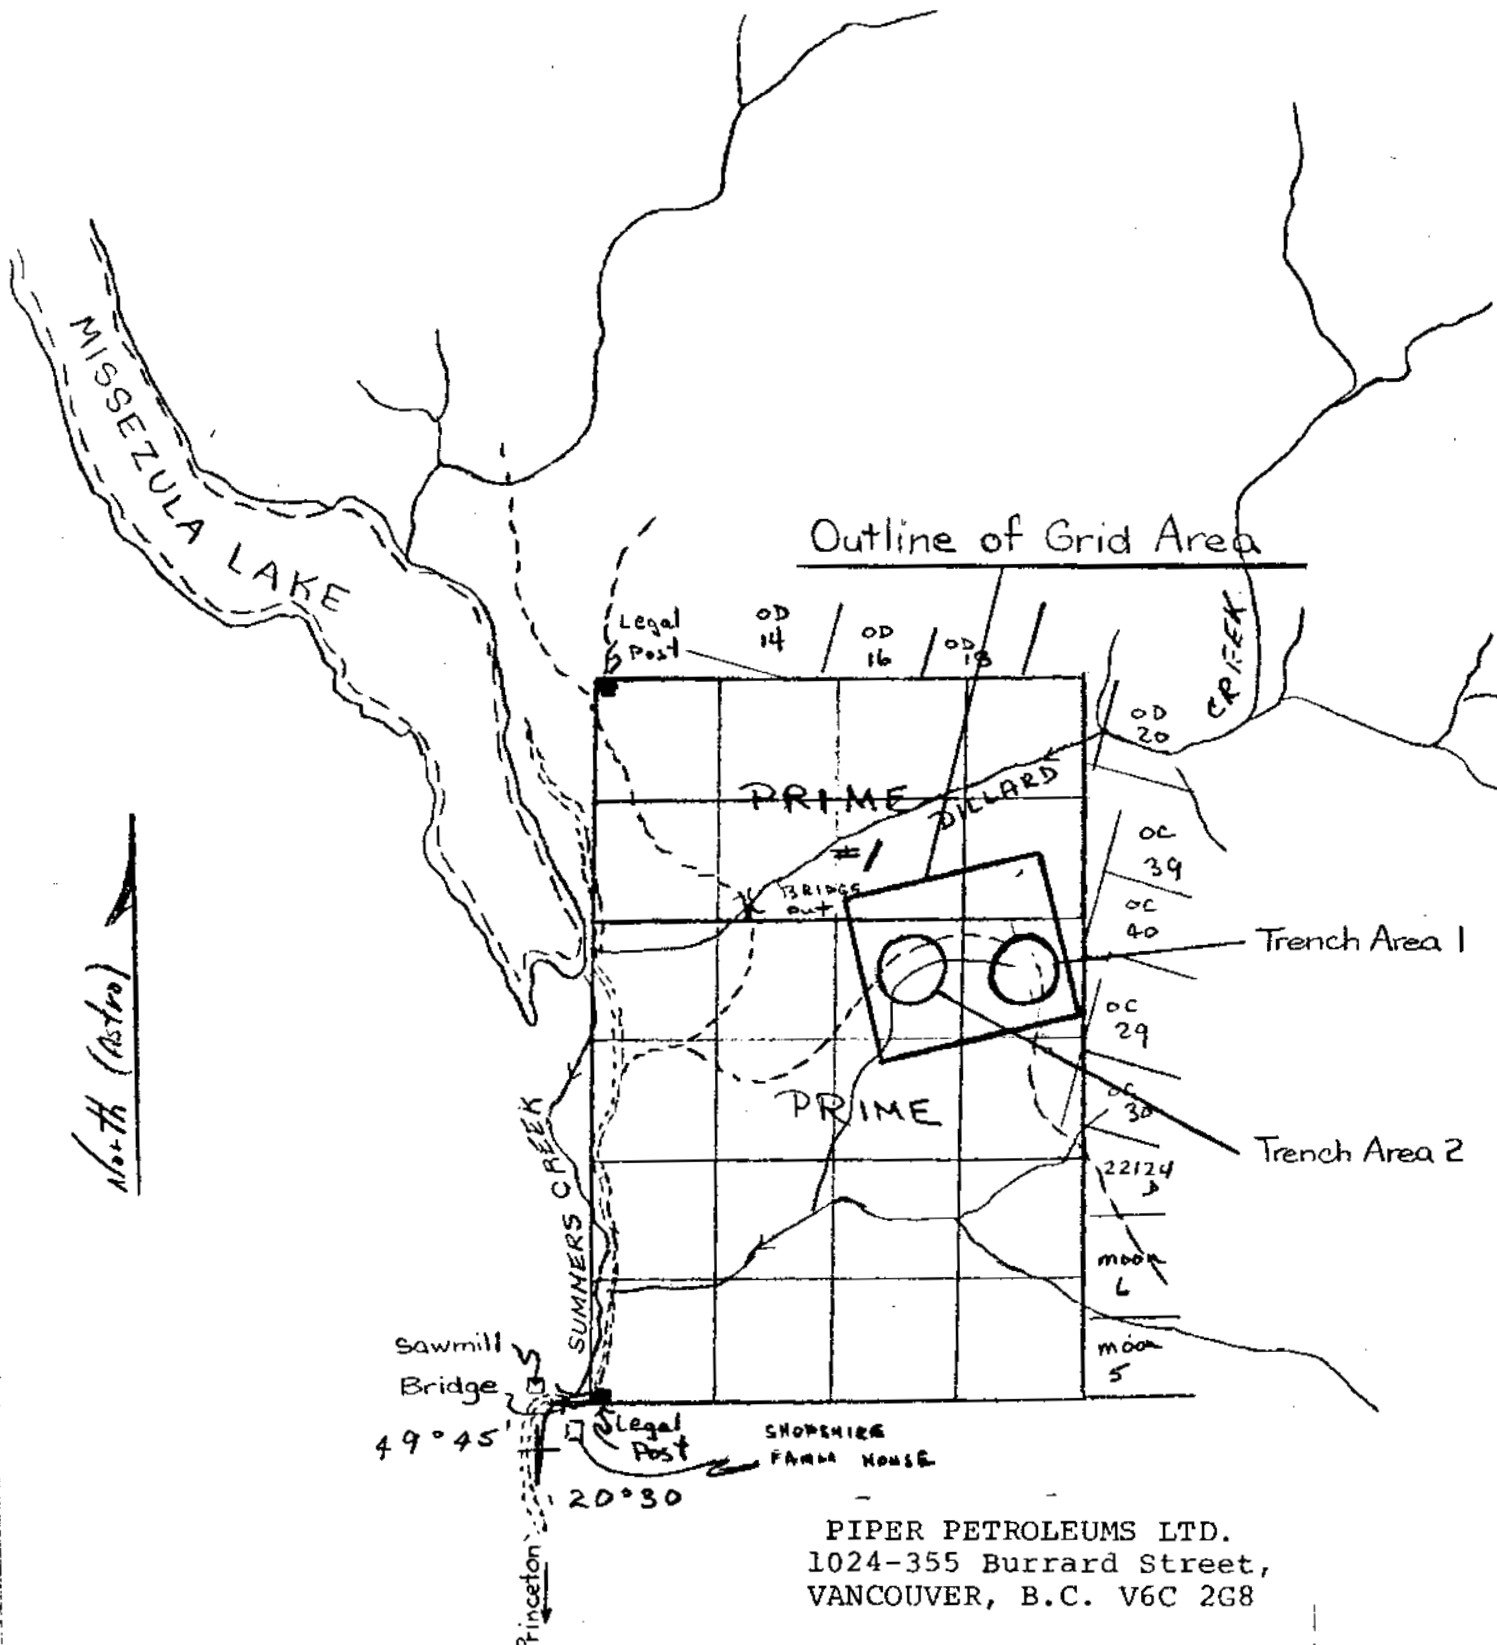 MISSEZULA LAKE
Outline of Grid Area
Legal
Post
OD
14
OD
16
OD
18
CREEK
OD
20
PRIME
DILLARD
# 1
BRIDGE
out
OC
39
OC
40
Trench Area 1
North (Astro)
OC
29
PRIME
OC
30
Trench Area 2
22124
SUMMERS CREEK
moon
6
Sawmill
moon
5
Bridge
49°45'
Legal
Post
SHOPSHIRE
FARM HOUSE
20°30
Princeton
PIPER PETROLEUMS LTD.
1024-355 Burrard Street,
VANCOUVER, B.C. V6C 2G8